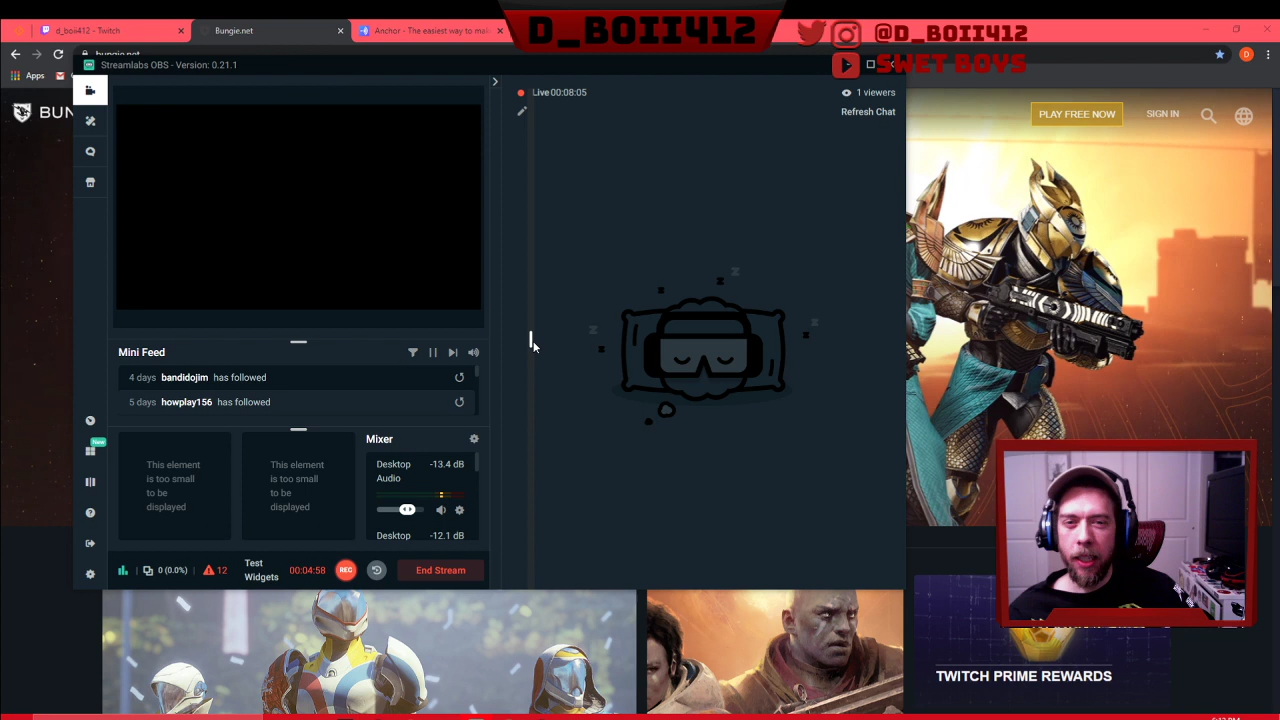 D_BOII412
@D_BOII412
SWET BOYS
d_boii412 - Twitch
Bungie.net
Anchor - The easiest way to m
bungie.net
Apps
BUN
PLAY FREE NOW
SIGN IN
Streamlabs OBS - Version: 0.21.1
Live 00:08:05
1 viewers
Refresh Chat
Mini Feed
4 days bandidojim has followed
5 days howplay156 has followed
This element
is too small
to be
displayed
This element
is too small
to be
displayed
Mixer
Desktop
Audio
-13.4 dB
Desktop -12.1 dB
New
0 (0.0%)
12
Test
Widgets
00:04:58
REC
End Stream
z
z
z
TWITCH PRIME REWARDS